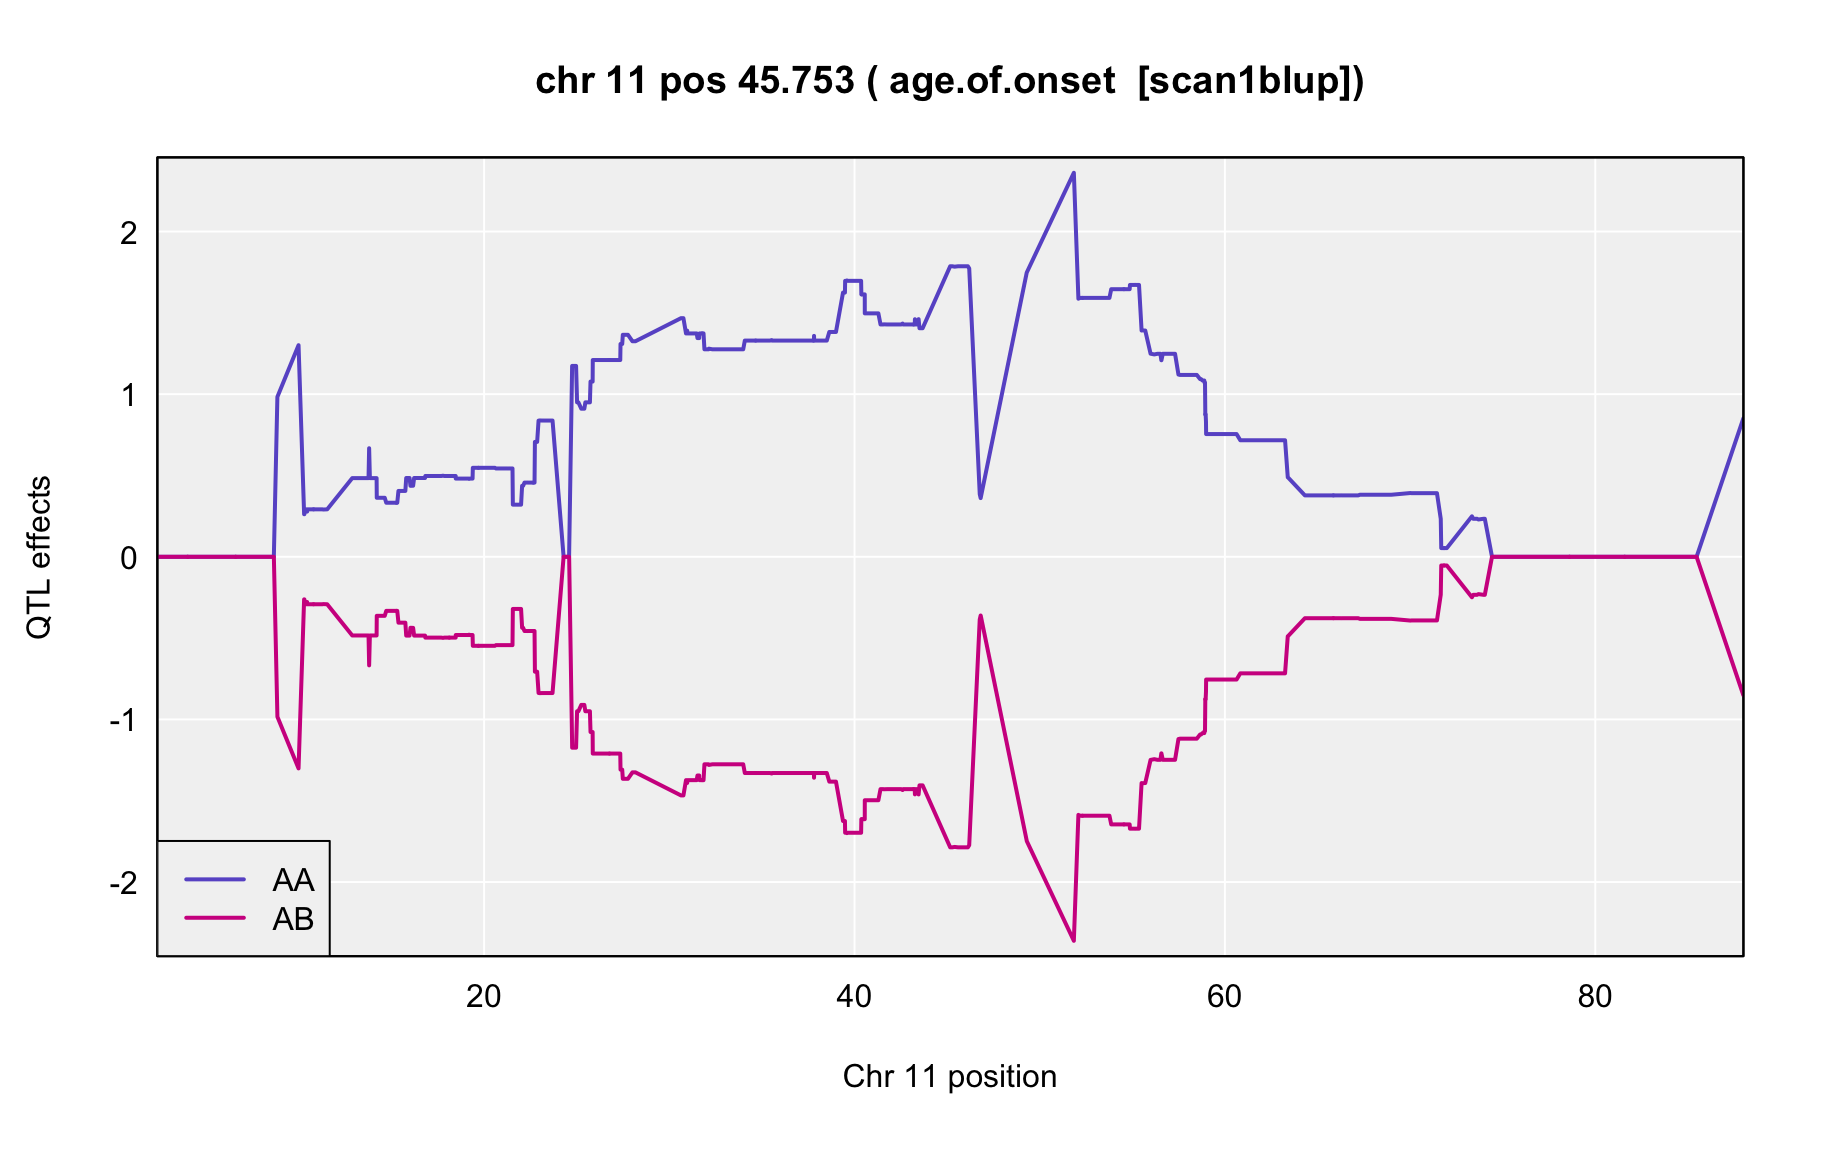 chr 11 pos 45.753 ( age.of.onset  [scan1blup])
QTL effects
2
1
0
-1
-2
AA
AB
20 40 60 80
Chr 11 position